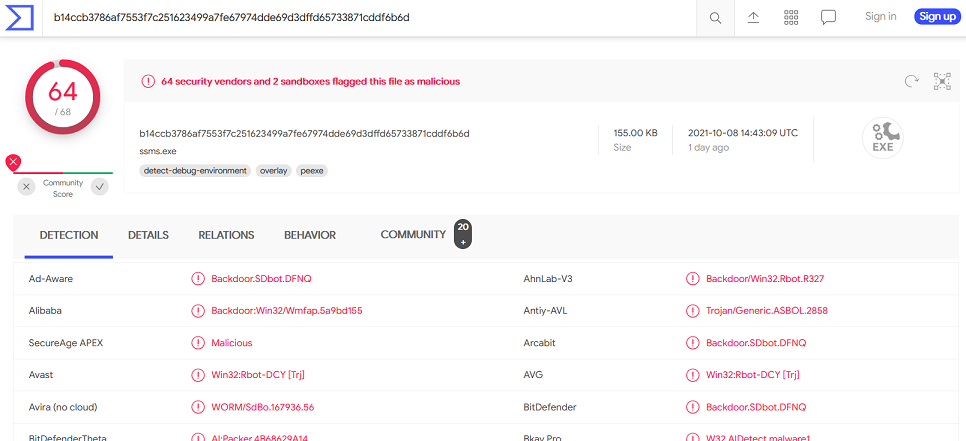 b14ccb3786af7553f7c251623499a7fe67974dde69d3dffd65733871cddf6b6d
Sign in
Sign up
64
/ 68
64 security vendors and 2 sandboxes flagged this file as malicious
b14ccb3786af7553f7c251623499a7fe67974dde69d3dffd65733871cddf6b6d
ssms.exe
detect-debug-environment overlay peexe
155.00 KB
Size
2021-10-08 14:43:09 UTC
1 day ago
EXE
Community
Score
DETECTION DETAILS RELATIONS BEHAVIOR COMMUNITY 20+
Ad-Aware Backdoor.SDbot.DFNQ AhnLab-V3 Backdoor/Win32.Rbot.R327
Alibaba Backdoor:Win32/Wmfap.5a9bd155 Antiy-AVL Trojan/Generic.ASBOL.2858
SecureAge APEX Malicious Arcabit Backdoor.SDbot.DFNQ
Avast Win32:Rbot-DCY [Trj] AVG Win32:Rbot-DCY [Trj]
Avira (no cloud) WORM/SdBo.167936.56 BitDefender Backdoor.SDbot.DFNQ
BitDefenderTheta AI:Packer.4B68629A14 Bkav Pro W32.AIDetect.malware1